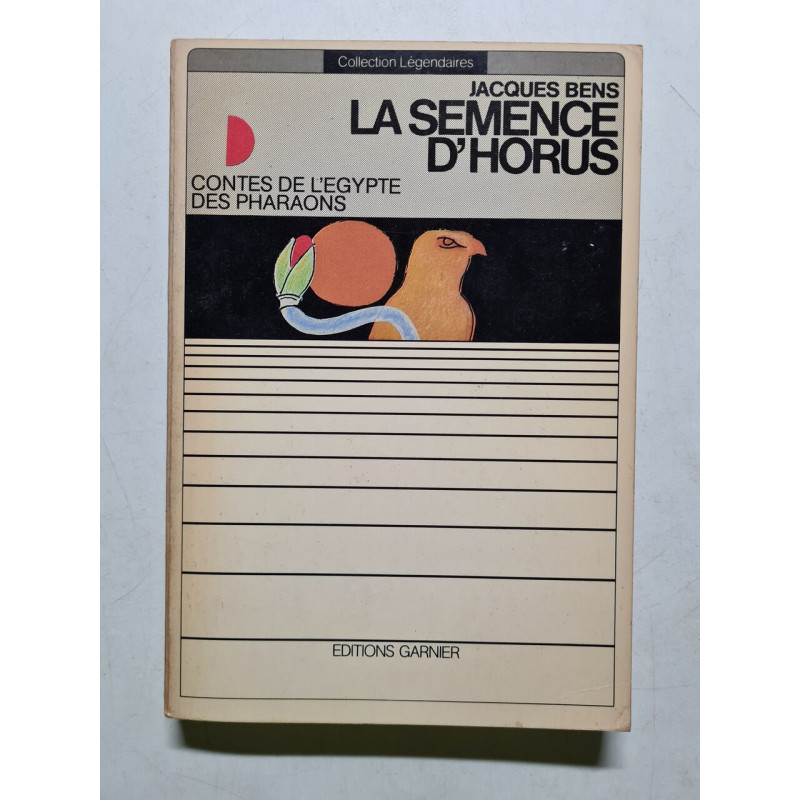 Collection Légendaires
JACQUES BENS
LA SEMENCE
D'HORUS
CONTES DE L'EGYPTE
DES PHARAONS
EDITIONS GARNIER